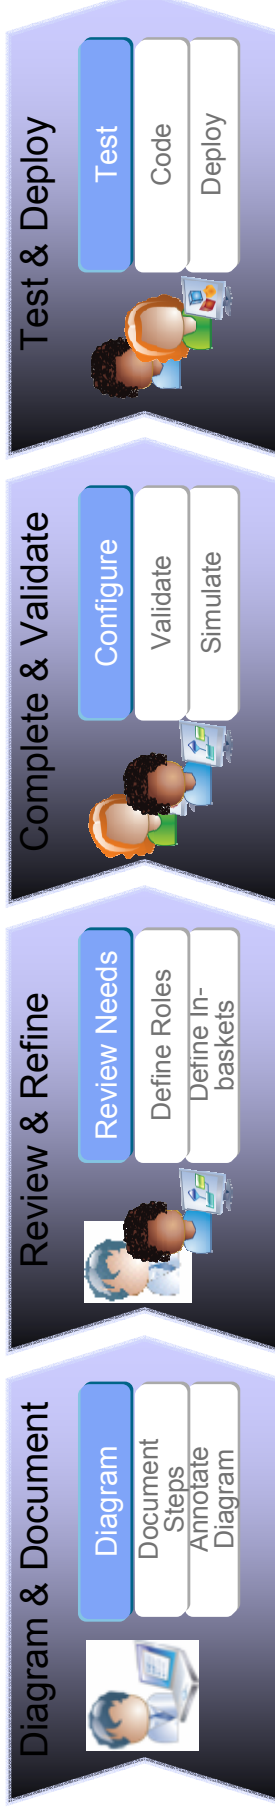 Diagram & Document
Diagram
Document
Steps
Annotate
Diagram
Review & Refine
Review Needs
Define Roles
Define In-
baskets
Complete & Validate
Configure
Validate
Simulate
Test & Deploy
Test
Code
Deploy